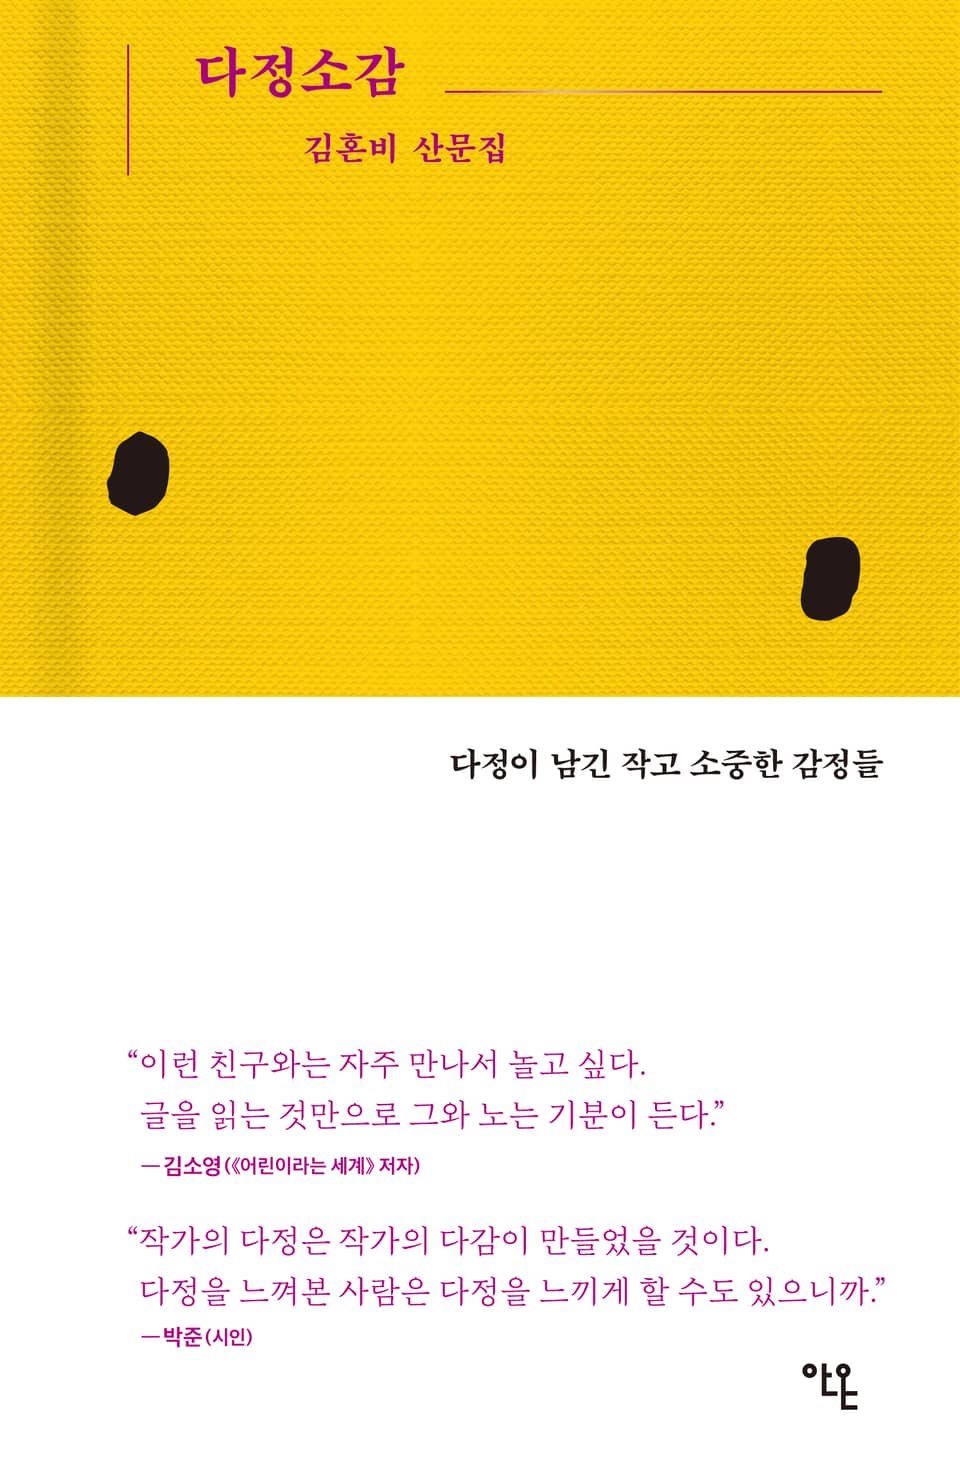 다정소감
김혼비 산문집
다정이 남긴 작고 소중한 감정들
“이런 친구와는 자주 만나서 놀고 싶다.
글을 읽는 것만으로 그와 노는 기분이 든다.”
— 김소영(《어린이라는 세계》 저자)
“작가의 다정은 작가의 다감이 만들었을 것이다.
다정을 느껴본 사람은 다정을 느끼게 할 수도 있으니까.”
— 박준(시인)
안온